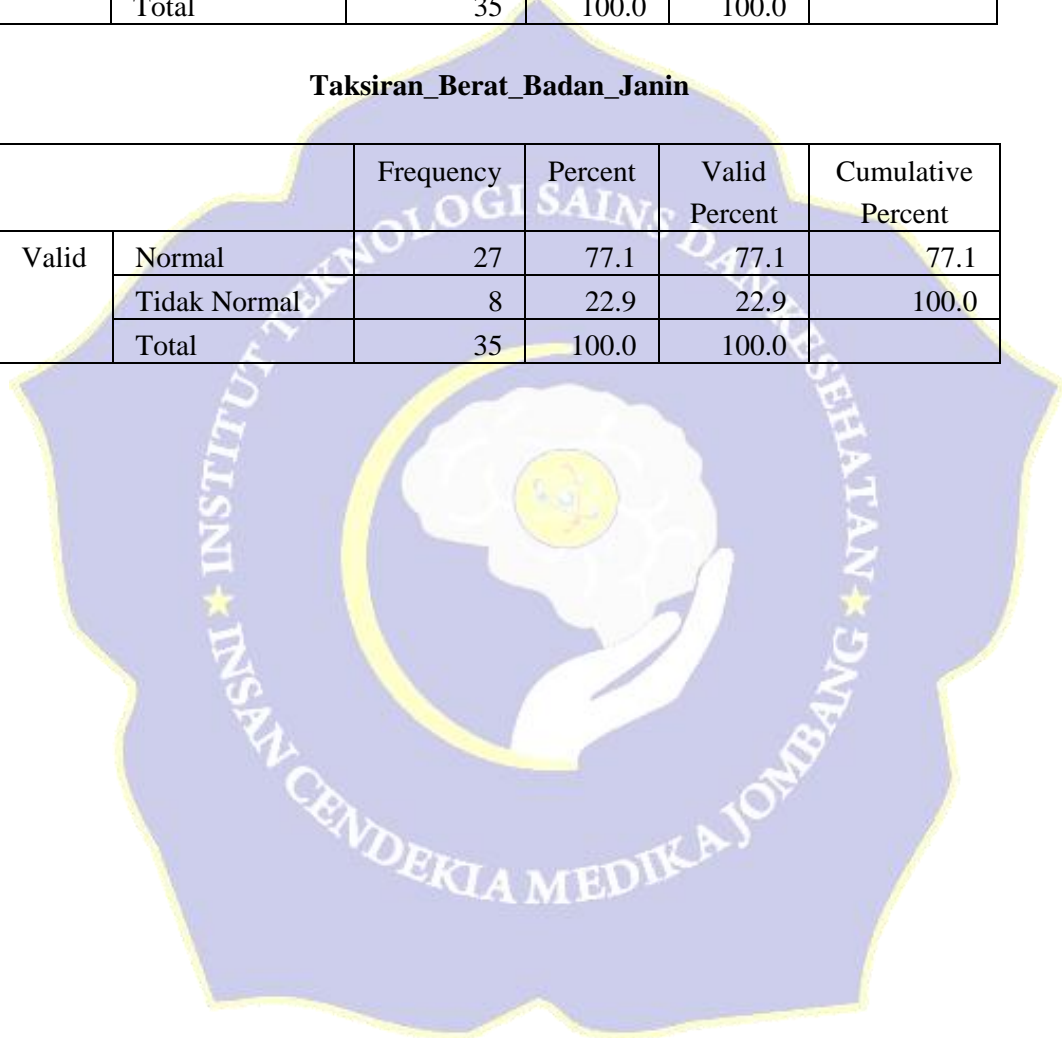 Total 35 100.0 100.0
Taksiran_Berat_Badan_Janin
Frequency Percent Valid Percent Cumulative Percent
Valid Normal 27 77.1 77.1 77.1
Tidak Normal 8 22.9 22.9 100.0
Total 35 100.0 100.0
INSTITUT TEKNOLOGI SAINS DAN KESEHATAN
INSAN CENDEKIA MEDIKA JOMBANG